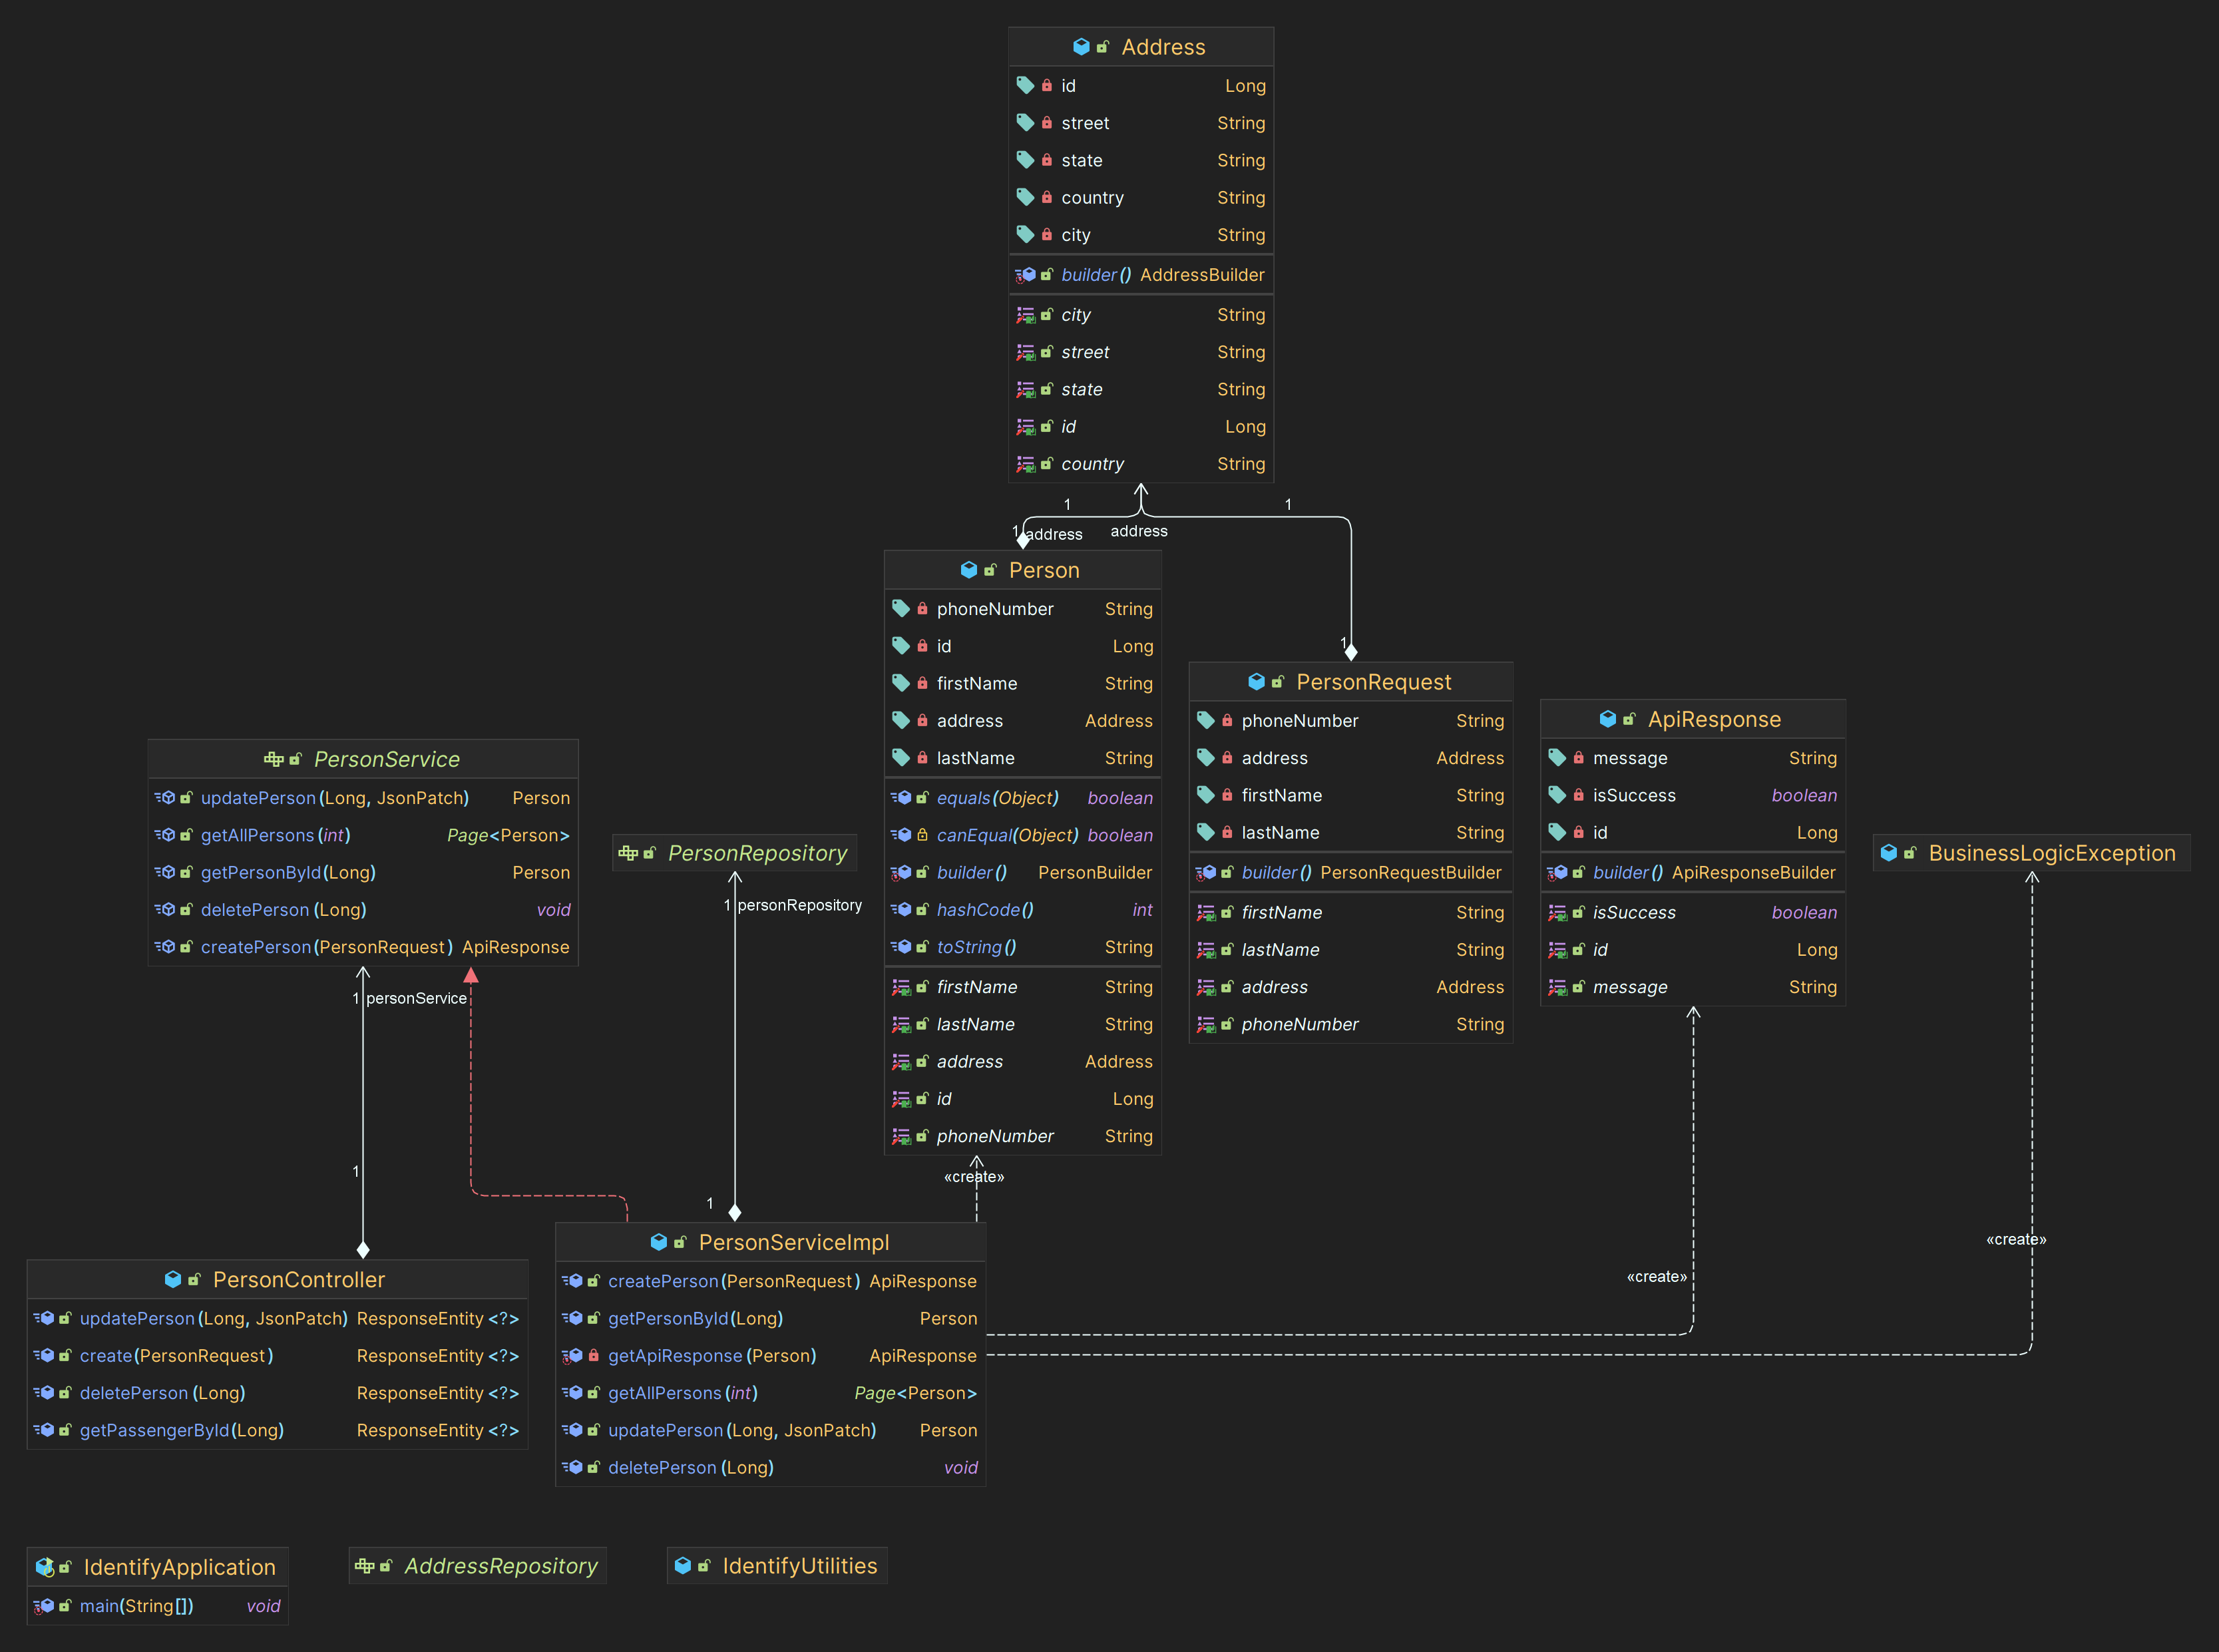 Address
id Long
street String
state String
country String
city String
builder() AddressBuilder
city String
street String
state String
id Long
country String
1
1
1
address
address
Person
phoneNumber String
id Long
firstName String
address Address
lastName String
equals(Object) boolean
canEqual(Object) boolean
builder() PersonBuilder
hashCode() int
toString() String
firstName String
lastName String
address Address
id Long
phoneNumber String
1
PersonRequest
phoneNumber String
address Address
firstName String
lastName String
builder() PersonRequestBuilder
firstName String
lastName String
address Address
phoneNumber String
ApiResponse
message String
isSuccess boolean
id Long
builder() ApiResponseBuilder
isSuccess boolean
id Long
message String
BusinessLogicException
PersonService
updatePerson(Long, JsonPatch) Person
getAllPersons(int) Page<Person>
getPersonById(Long) Person
deletePerson(Long) void
createPerson(PersonRequest) ApiResponse
PersonRepository
1 personRepository
1 personService
1
1
«create»
«create»
«create»
PersonServiceImpl
createPerson(PersonRequest) ApiResponse
getPersonById(Long) Person
getApiResponse(Person) ApiResponse
getAllPersons(int) Page<Person>
updatePerson(Long, JsonPatch) Person
deletePerson(Long) void
PersonController
updatePerson(Long, JsonPatch) ResponseEntity<?>
create(PersonRequest) ResponseEntity<?>
deletePerson(Long) ResponseEntity<?>
getPassengerById(Long) ResponseEntity<?>
IdentifyApplication
main(String[]) void
AddressRepository
IdentifyUtilities